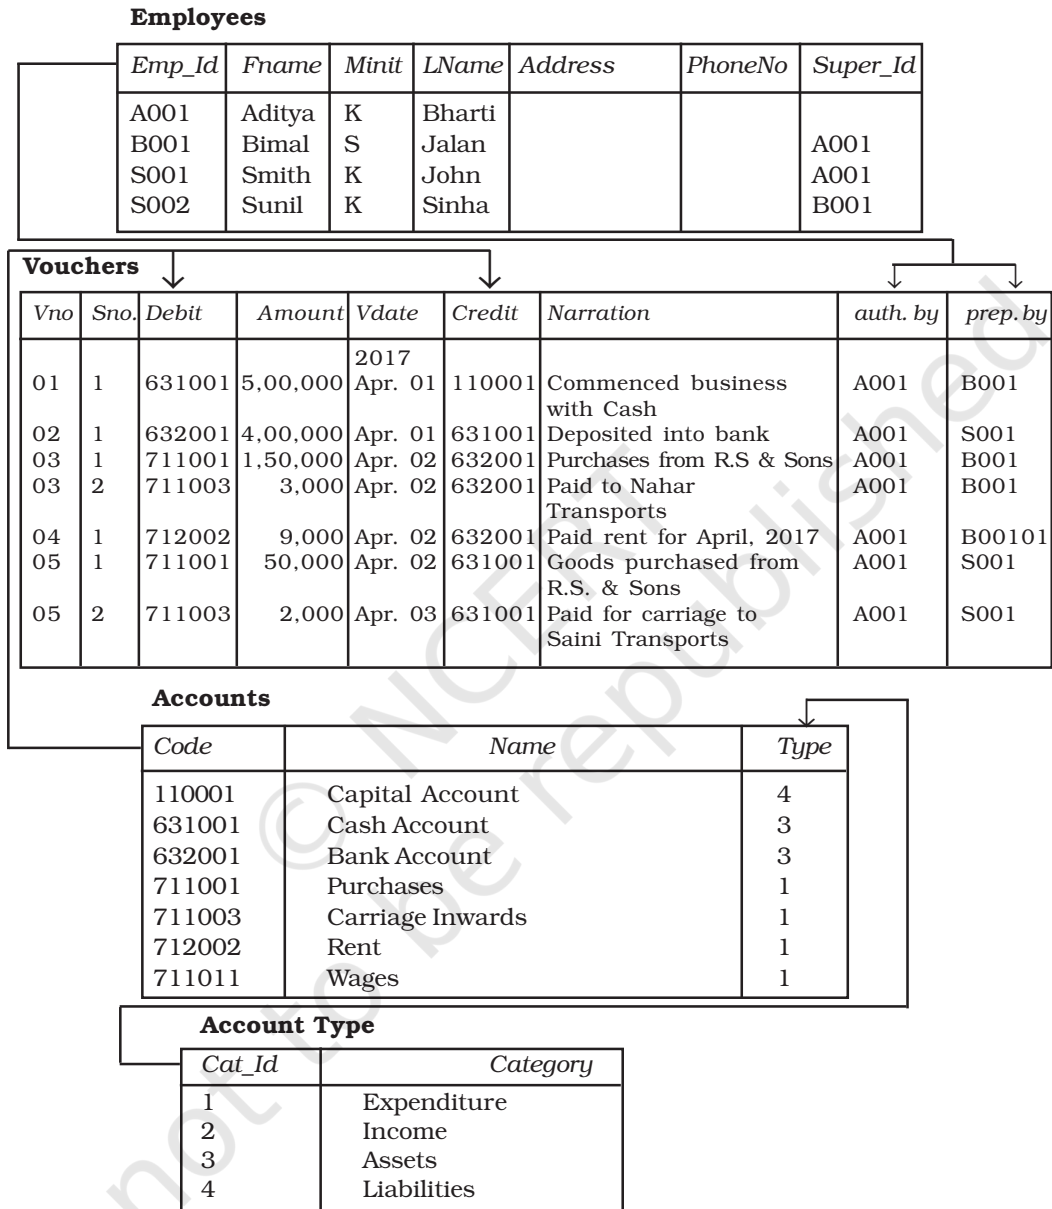 Employees
Emp_Id Fname Minit LName Address PhoneNo Super_Id
A001 Aditya K Bharti
B001 Bimal S Jalan A001
S001 Smith K John A001
S002 Sunil K Sinha B001
Vouchers
Vno Sno. Debit Amount Vdate Credit Narration auth. by prep. by
2017
01 1 631001 5,00,000 Apr. 01 110001 Commenced business A001 B001
with Cash
02 1 632001 4,00,000 Apr. 01 631001 Deposited into bank A001 S001
03 1 711001 1,50,000 Apr. 02 632001 Purchases from R.S & Sons A001 B001
03 2 711003 3,000 Apr. 02 632001 Paid to Nahar A001 B001
Transports
04 1 712002 9,000 Apr. 02 632001 Paid rent for April, 2017 A001 B00101
05 1 711001 50,000 Apr. 02 631001 Goods purchased from A001 S001
R.S. & Sons
05 2 711003 2,000 Apr. 03 631001 Paid for carriage to A001 S001
Saini Transports
Accounts
Code Name Type
110001 Capital Account 4
631001 Cash Account 3
632001 Bank Account 3
711001 Purchases 1
711003 Carriage Inwards 1
712002 Rent 1
711011 Wages 1
Account Type
Cat_Id Category
1 Expenditure
2 Income
3 Assets
4 Liabilities
© NCERT
not to be republished